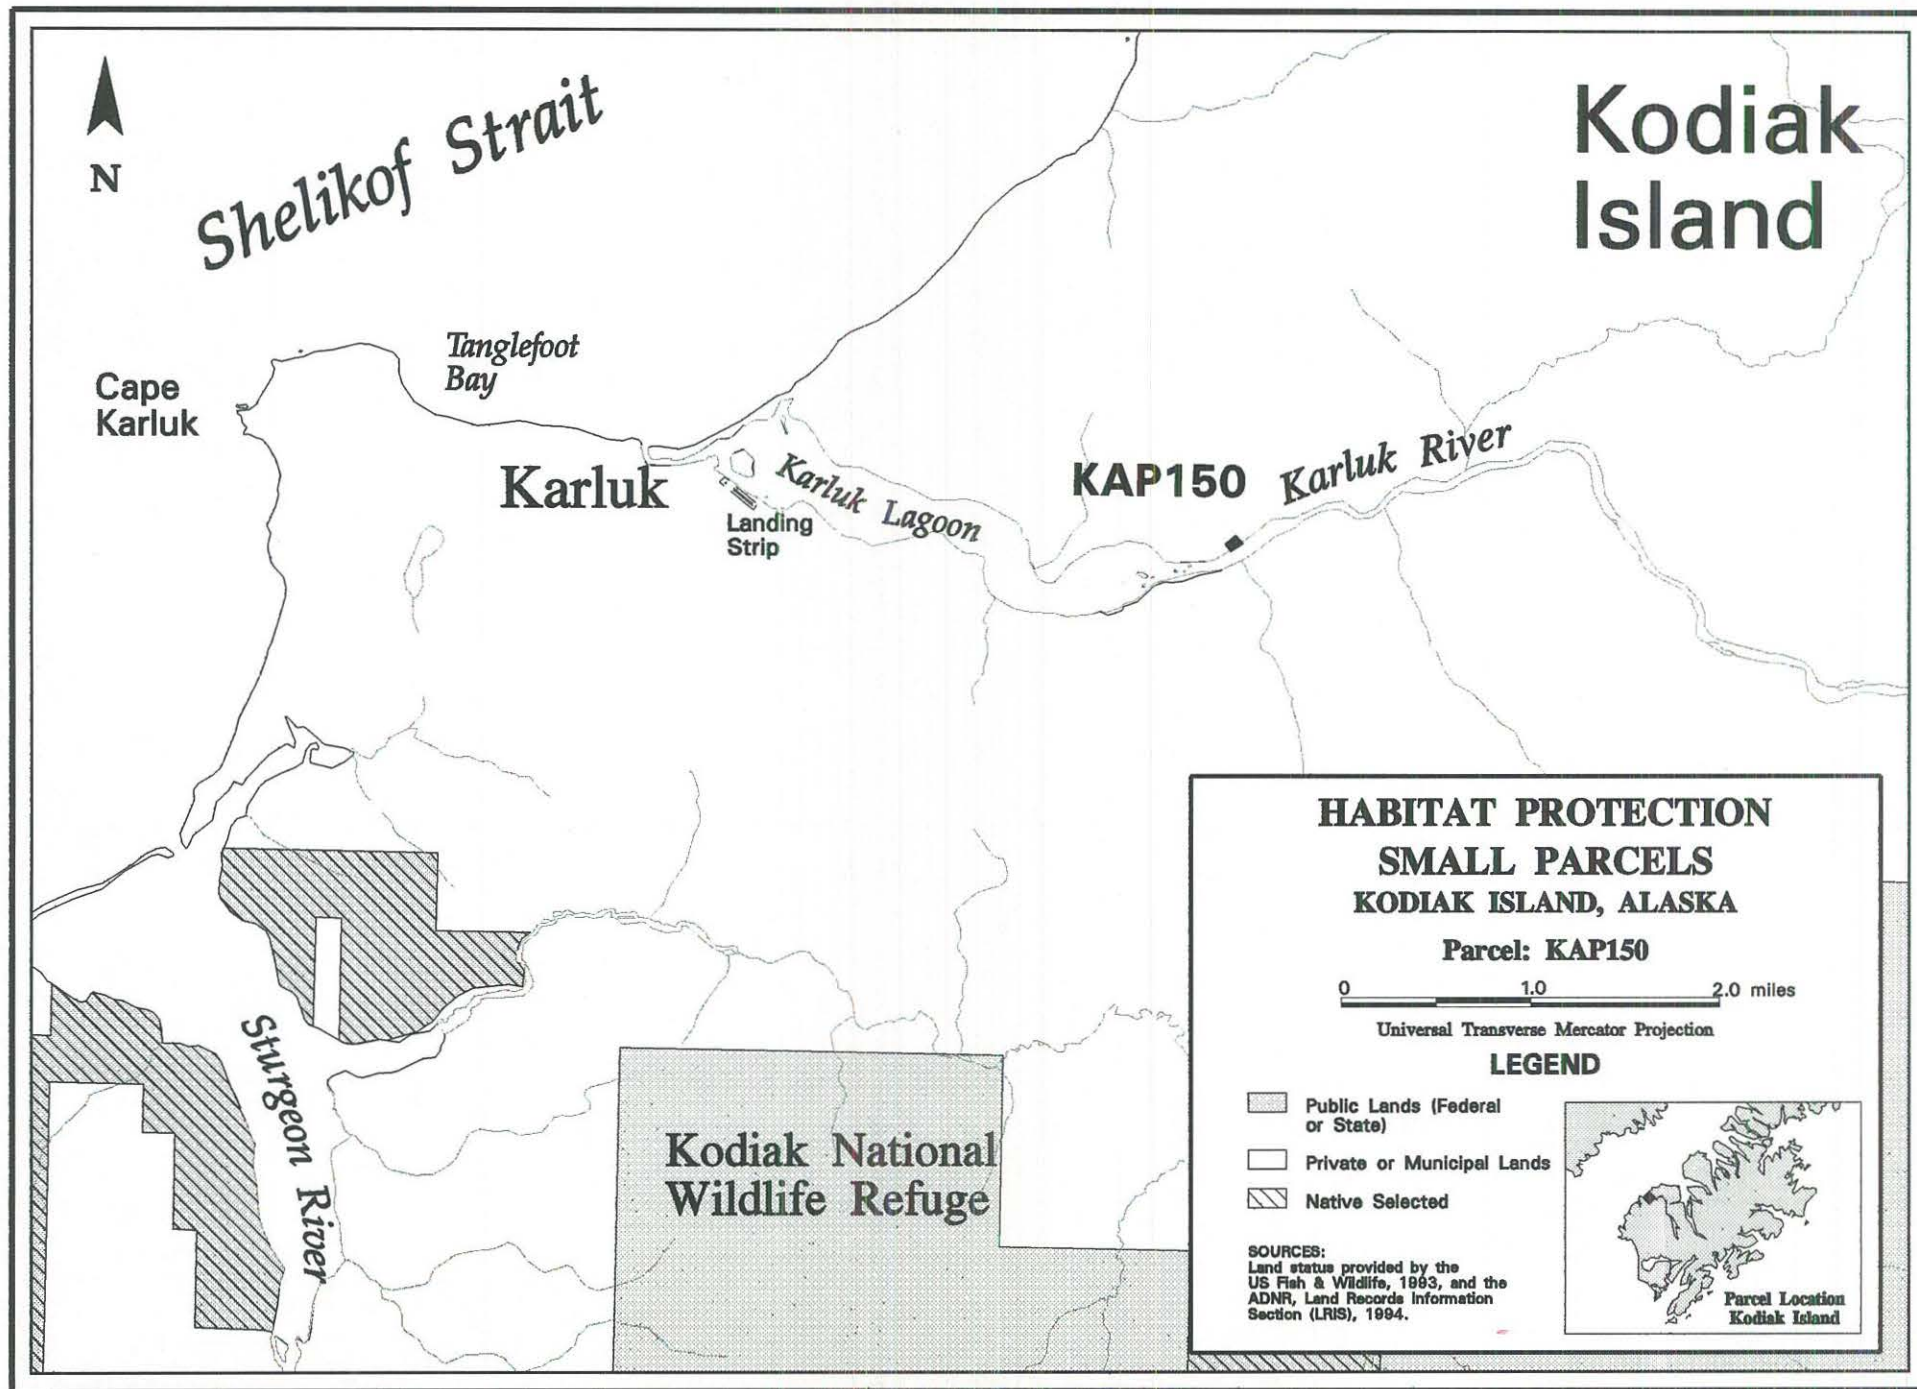 N
Shelikof Strait
Kodiak
Island
Tanglefoot
Bay
Cape
Karluk
Karluk
Karluk Lagoon
Landing
Strip
KAP150
Karluk River
Sturgeon River
Kodiak National
Wildlife Refuge
HABITAT PROTECTION
SMALL PARCELS
KODIAK ISLAND, ALASKA
Parcel: KAP150
0 1.0 2.0 miles
Universal Transverse Mercator Projection
LEGEND
Public Lands (Federal
or State)
Private or Municipal Lands
Native Selected
SOURCES:
Land status provided by the
US Fish & Wildlife, 1993, and the
ADNR, Land Records Information
Section (LRIS), 1994.
Parcel Location
Kodiak Island